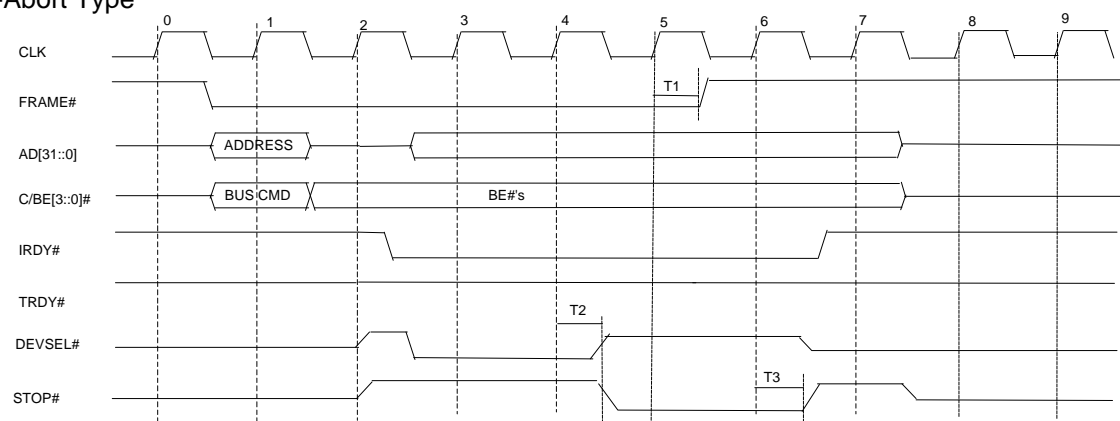 -Abort Type
0 1 2 3 4 5 6 7 8 9
CLK
T1
FRAME#
ADDRESS
AD[31::0]
BUS CMD BE#'s
C/BE[3::0]#
IRDY#
TRDY#
T2
DEVSEL#
T3
STOP#